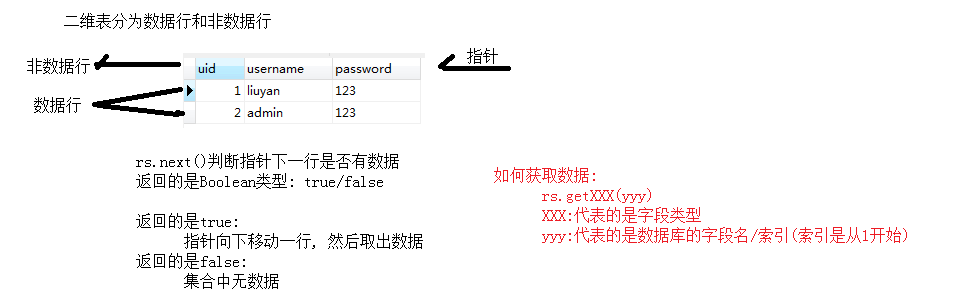 二维表分为数据行和非数据行
指针
非数据行
uid username password
1 liuyan 123
数据行
2 admin 123
rs.next()判断指针下一行是否有数据
返回的是Boolean类型: true/false
返回的是true:
指针向下移动一行, 然后取出数据
返回的是false:
集合中无数据
如何获取数据:
rs.getXXX(yyy)
XXX:代表的是字段类型
yyy:代表的是数据库的字段名/索引(索引是从1开始)